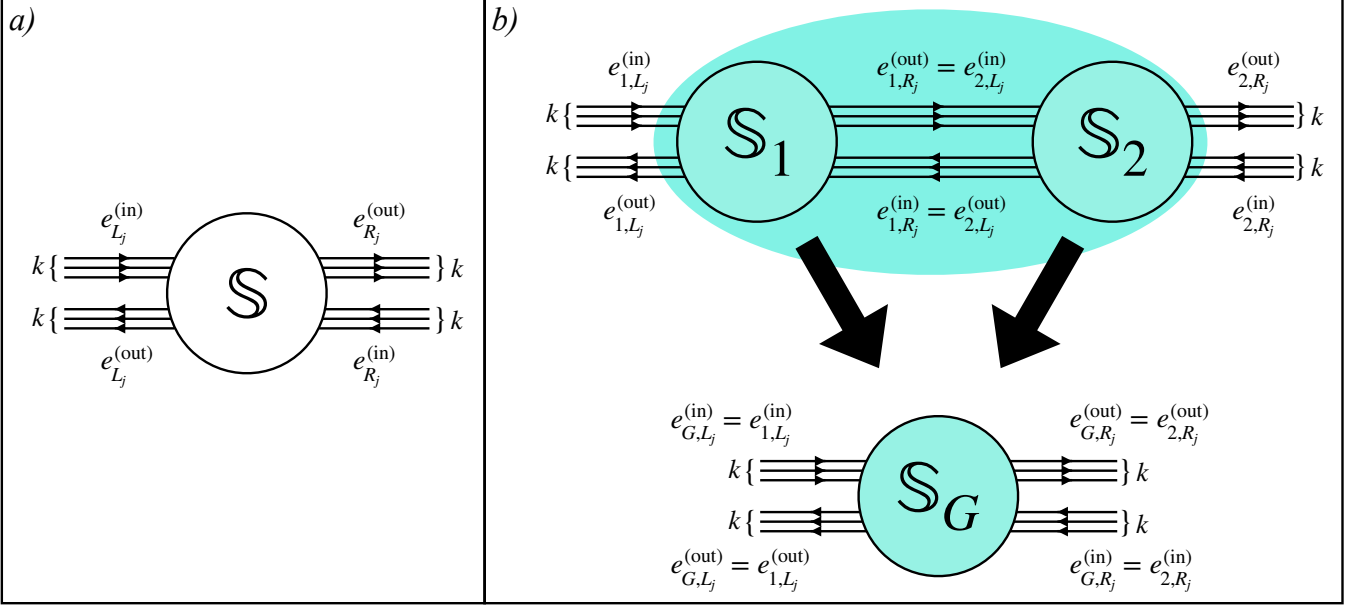 a)
e_{L_j}^{(in)}
e_{R_j}^{(out)}
k{
}k
𝕊
k{
}k
e_{L_j}^{(out)}
e_{R_j}^{(in)}
b)
e_{1,L_j}^{(in)}
e_{1,R_j}^{(out)} = e_{2,L_j}^{(in)}
e_{2,R_j}^{(out)}
k{
}k
𝕊_1
𝕊_2
k{
}k
e_{1,L_j}^{(out)}
e_{1,R_j}^{(in)} = e_{2,L_j}^{(out)}
e_{2,R_j}^{(in)}
e_{G,L_j}^{(in)} = e_{1,L_j}^{(in)}
e_{G,R_j}^{(out)} = e_{2,R_j}^{(out)}
k{
}k
𝕊_G
k{
}k
e_{G,L_j}^{(out)} = e_{1,L_j}^{(out)}
e_{G,R_j}^{(in)} = e_{2,R_j}^{(in)}